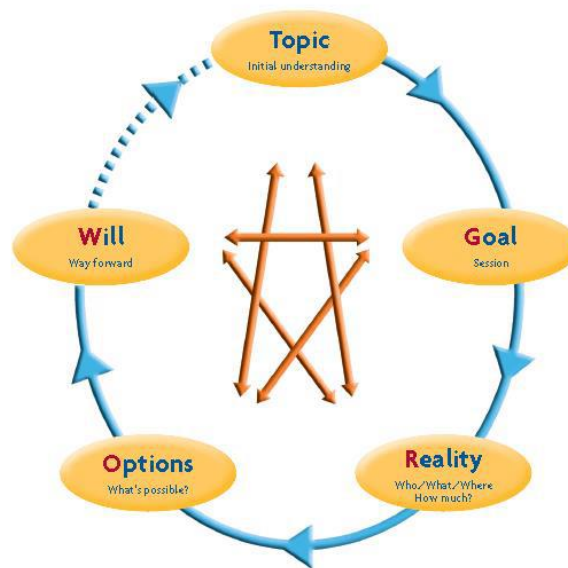 Topic
Initial understanding
Goal
Session
Reality
Who/What/Where
How much?
Options
What's possible?
Will
Way forward